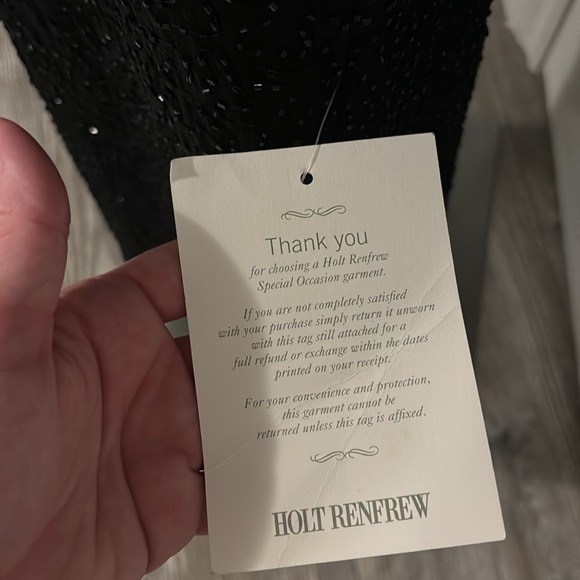 Thank you
for choosing a Holt Renfrew
Special Occasion garment.
If you are not completely satisfied
with your purchase simply return it unworn
with this tag still attached for a
full refund or exchange within the dates
printed on your receipt.
For your convenience and protection,
this garment cannot be
returned unless this tag is affixed.
HOLT RENFREW